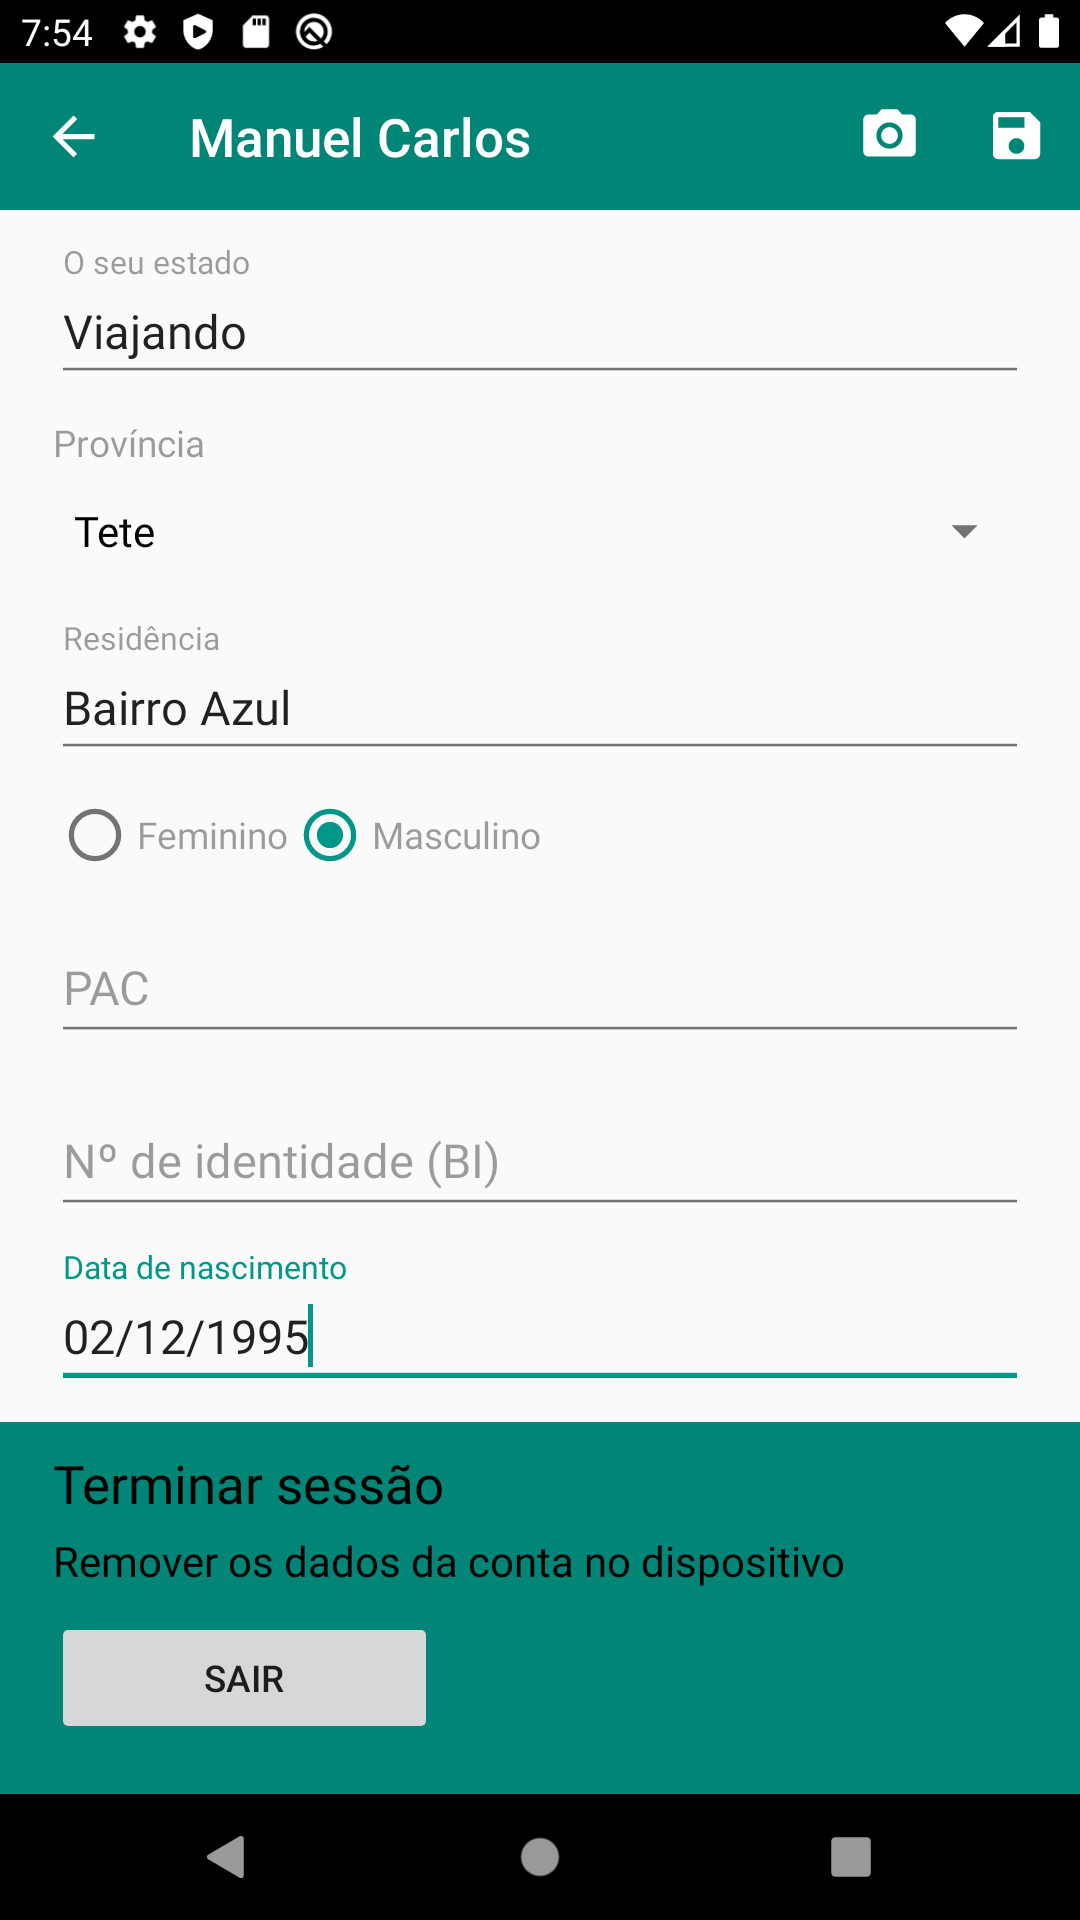 7:54
Manuel Carlos
O seu estado
Viajando
Província
Tete
Residência
Bairro Azul
Feminino Masculino
PAC
Nº de identidade (BI)
Data de nascimento
02/12/1995
Terminar sessão
Remover os dados da conta no dispositivo
SAIR